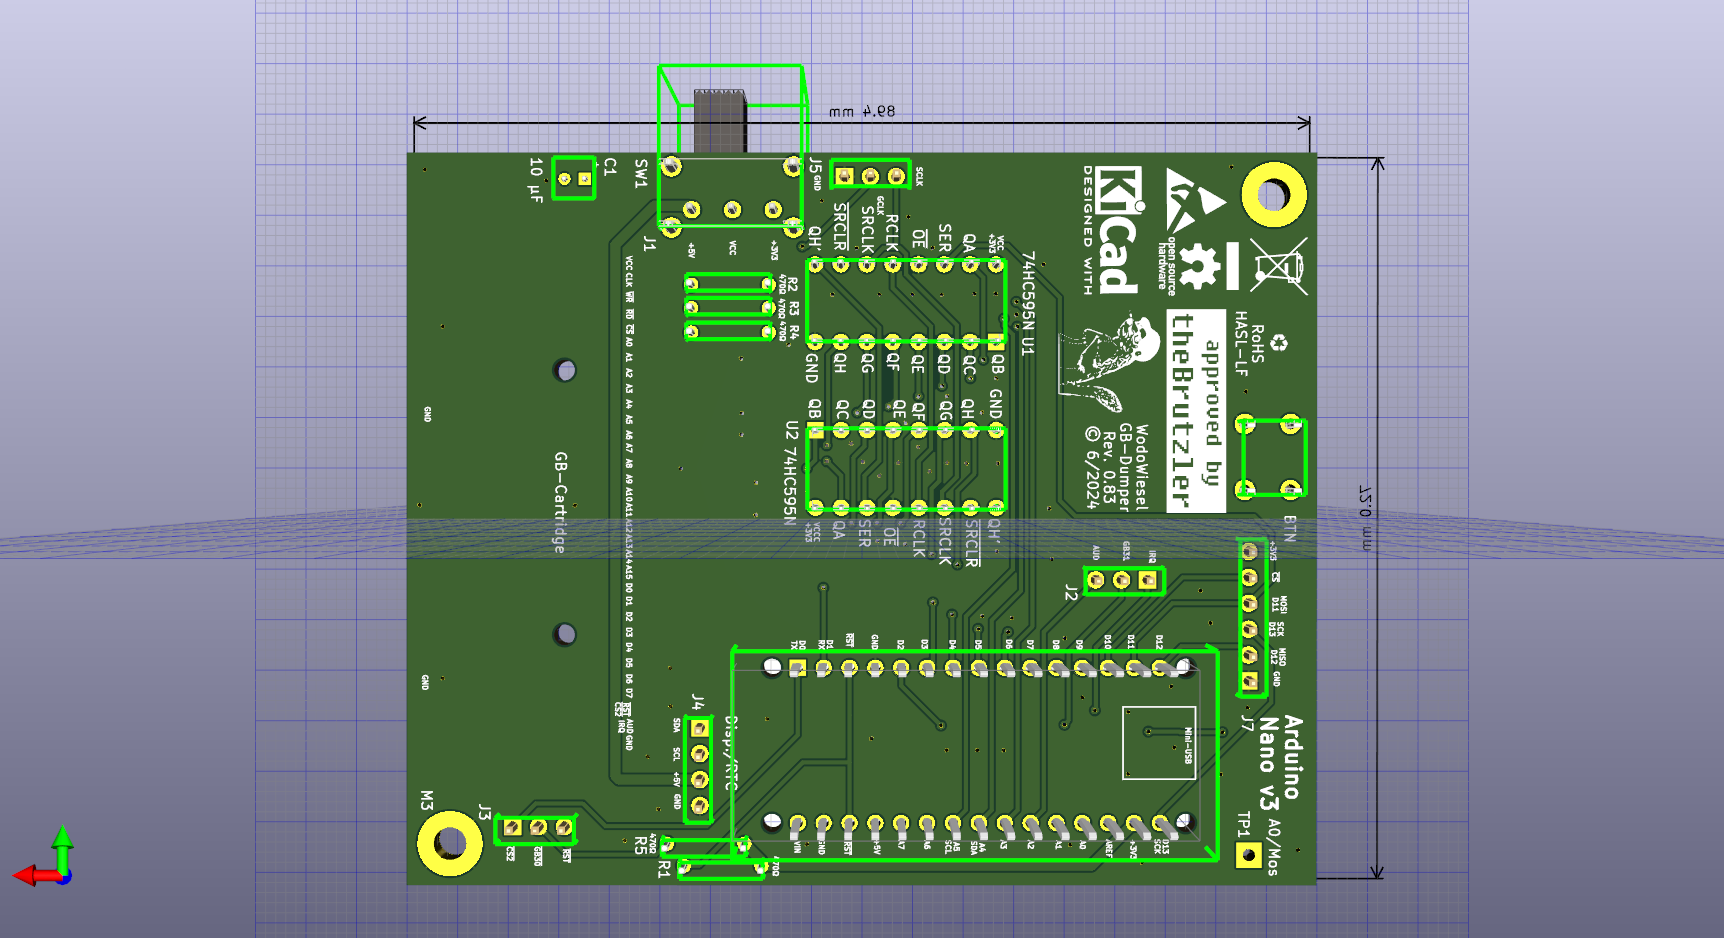 89.4 mm
72.0 mm
10 µF
C1
SW1
J5
GND
GCLK
SCLK
J1
+5V
VCC
+3V3
QH'
SRCLR
SRCLK
RCLK
OE
SER
QA
VCC
+3V3
74HC595N U1
GND
QH
QG
QF
QE
QD
QC
QB
R2
470Ω
R3
470Ω
R4
470Ω
DESIGNED WITH
KiCad
open source
hardware
RoHS
HASL-LF
approved by
theBrutzler
WodoWiesel
GB-Dumper
Rev. 0.83
© 6/2024
U2 74HC595N
QB
QC
QD
QE
QF
QG
QH
GND
VCC
+3V3
QA
SER
OE
RCLK
SRCLK
SRCLR
QH'
VCC CLK WR RD CS A0 A1 A2 A3 A4 A5 A6 A7 A8 A9 A10 A11 A12 A13 A14 A15 D0 D1 D2 D3 D4 D5 D6 D7 RST AUD GND
CS2 IRQ
GND
GND
GB-Cartridge
BTN
J2
AUD
GB31
IRQ
+3V3
CS
MOSI
D11
SCK
D13
MISO
D12
GND
J7
D0
TX
D1
RX
RST
GND
D2
D3
D4
D5
D6
D7
D8
D9
D10
D11
D12
Mini-USB
Arduino
Nano v3
A0/Mos
TP1
VIN
GND
RST
+5V
A7
A6
A5
SCL
A4
SDA
A3
A2
A1
A0
AREF
+3V3
D13
SCK
J4
SDA
SCL
+5V
GND
Disp/RTC
M3
J3
CS2
GB30
RST
R5
470Ω
R1
470Ω